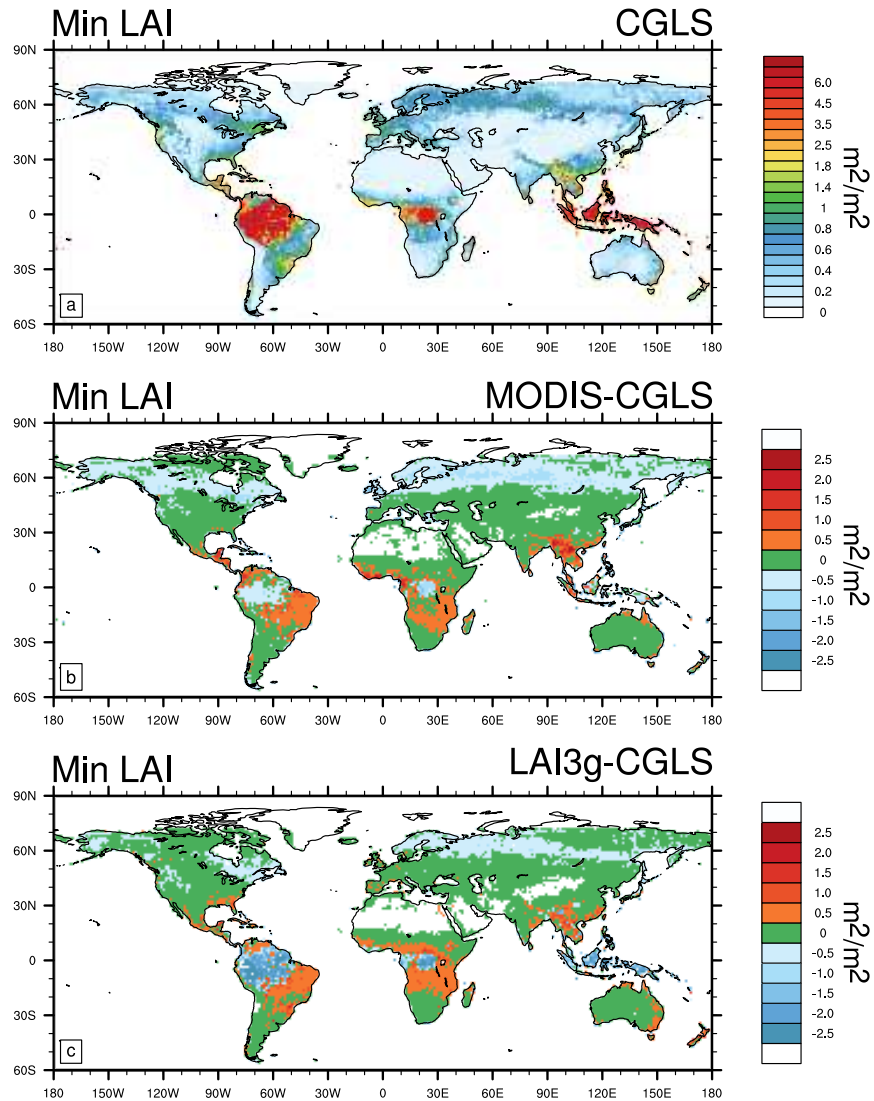 Min LAI CGLS
90N
60N
30N
0
30S
60S
180 150W 120W 90W 60W 30W 0 30E 60E 90E 120E 150E 180
a
6.0
4.5
3.5
2.5
1.8
1.4
1
0.8
0.6
0.4
0.2
0
m2/m2
Min LAI MODIS-CGLS
90N
60N
30N
0
30S
60S
180 150W 120W 90W 60W 30W 0 30E 60E 90E 120E 150E 180
b
2.5
2.0
1.5
1.0
0.5
0
-0.5
-1.0
-1.5
-2.0
-2.5
m2/m2
Min LAI LAI3g-CGLS
90N
60N
30N
0
30S
60S
180 150W 120W 90W 60W 30W 0 30E 60E 90E 120E 150E 180
c
2.5
2.0
1.5
1.0
0.5
0
-0.5
-1.0
-1.5
-2.0
-2.5
m2/m2